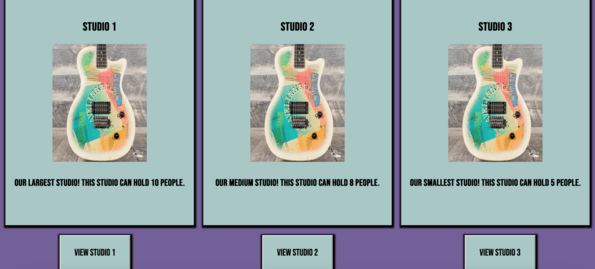 STUDIO 1
STUDIO 2
STUDIO 3
OUR LARGEST STUDIO! THIS STUDIO CAN HOLD 10 PEOPLE.
OUR MEDIUM STUDIO! THIS STUDIO CAN HOLD 8 PEOPLE.
OUR SMALLEST STUDIO! THIS STUDIO CAN HOLD 5 PEOPLE.
VIEW STUDIO 1
VIEW STUDIO 2
VIEW STUDIO 3